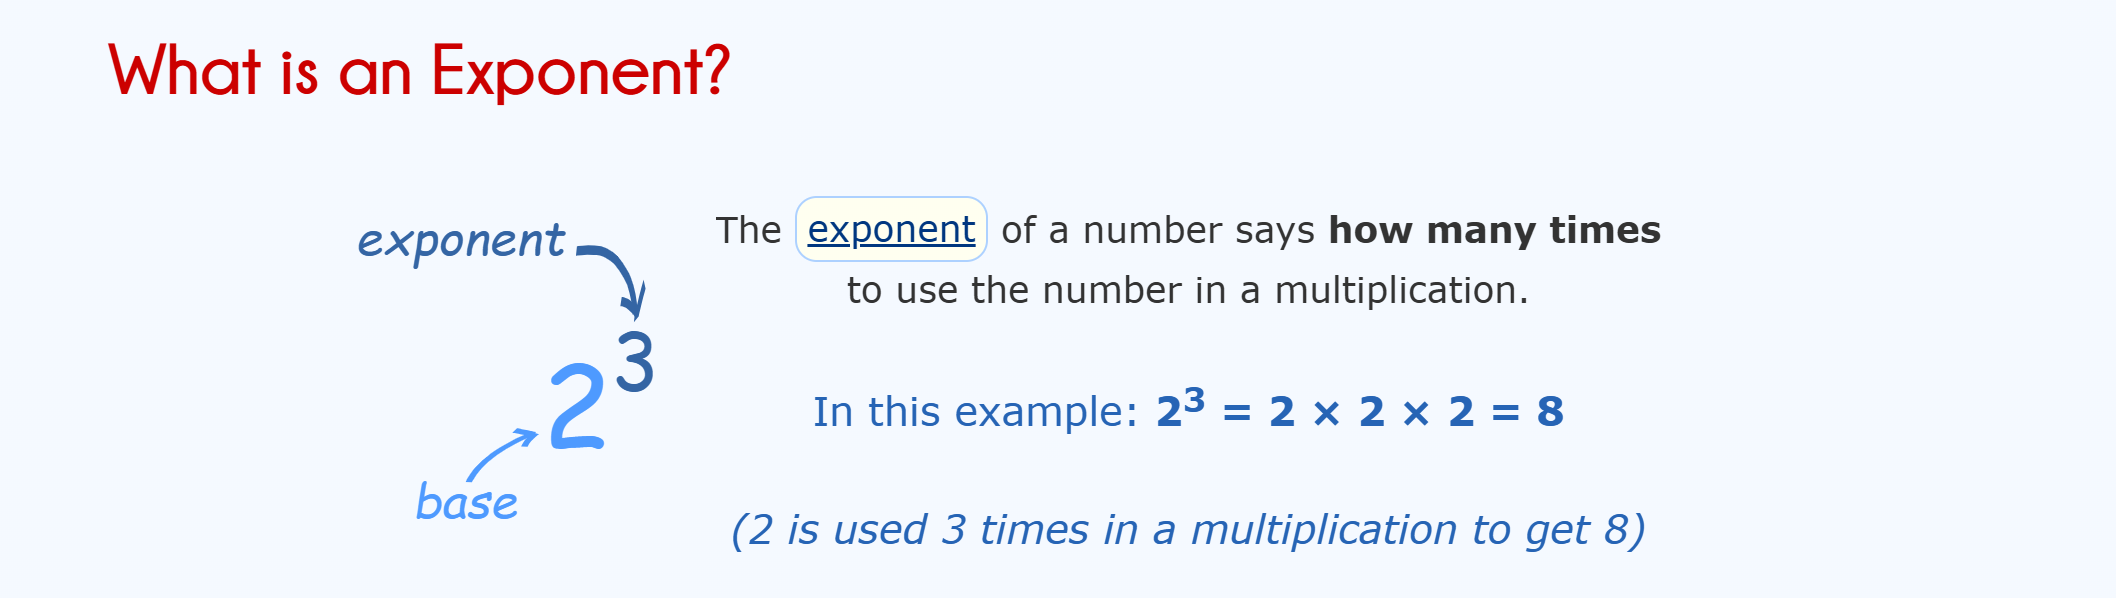 What is an Exponent?
exponent
The exponent of a number says how many times
to use the number in a multiplication.
2³
In this example: 2³ = 2 × 2 × 2 = 8
base
(2 is used 3 times in a multiplication to get 8)